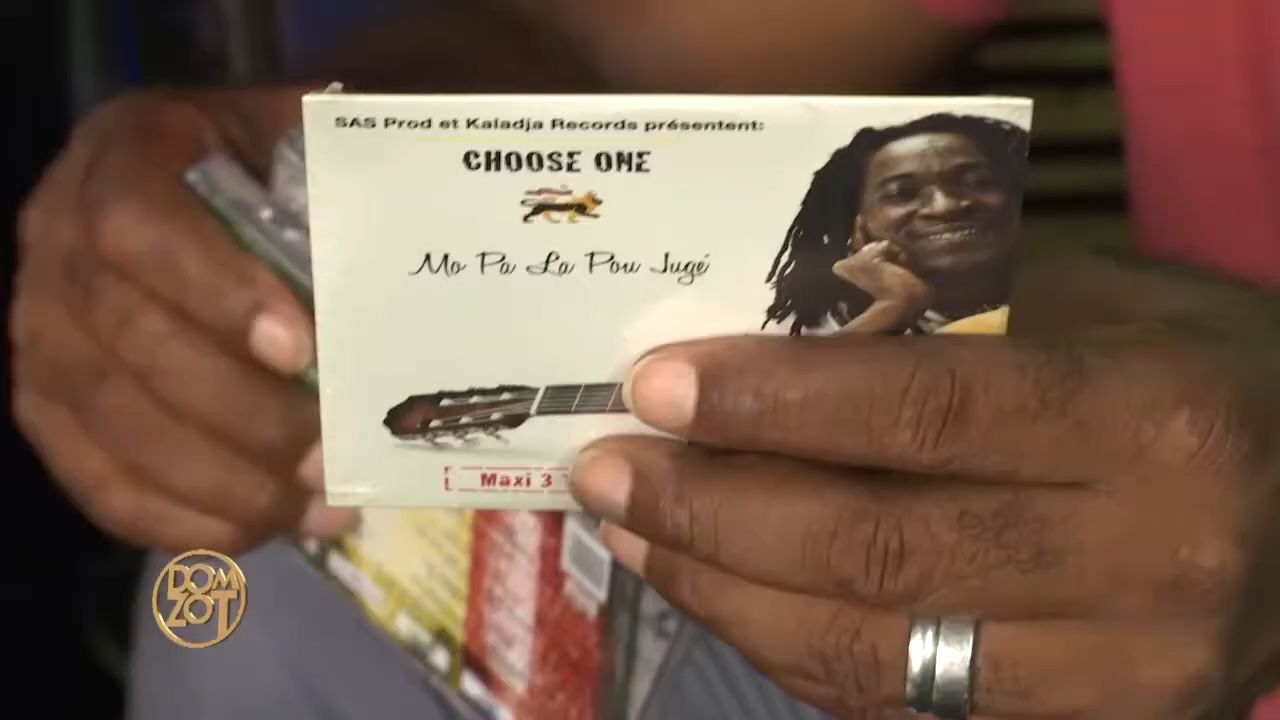 SAS Prod et Kaladja Records présentent:
CHOOSE ONE
Mo Pa La Pou Jugé
Maxi 3
DOM
ZOT